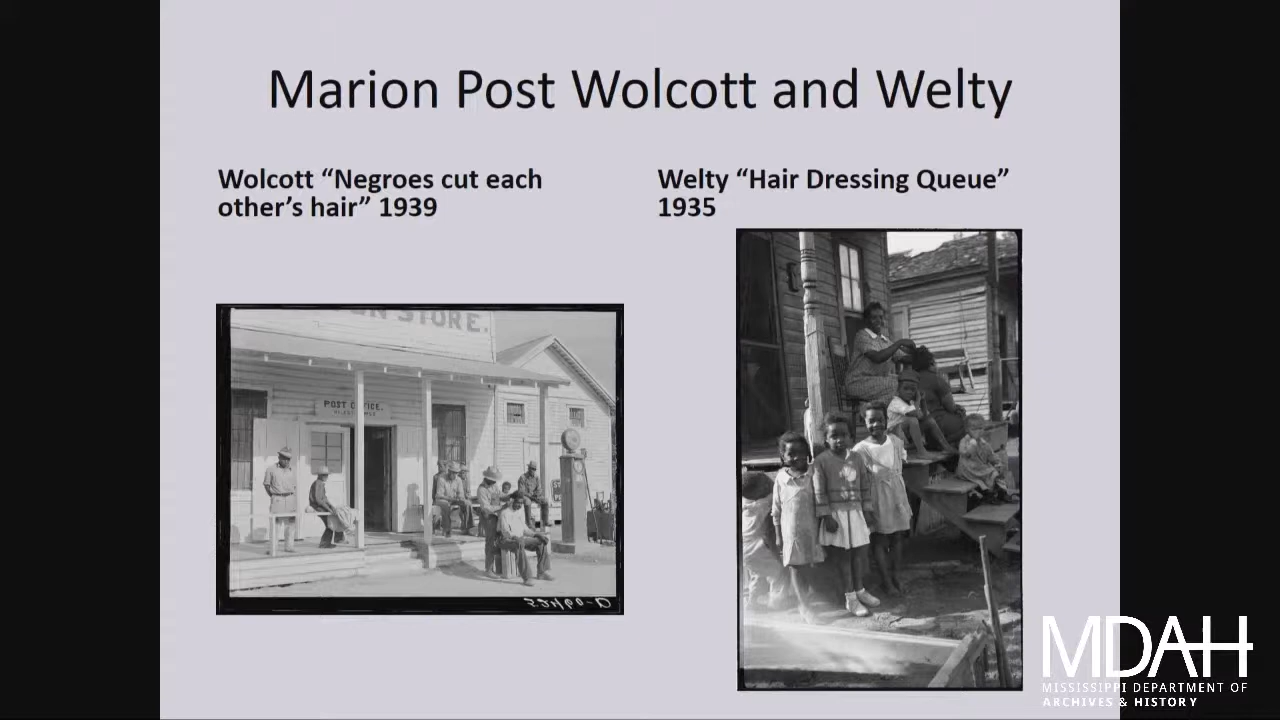 Marion Post Wolcott and Welty
Wolcott “Negroes cut each
other’s hair” 1939
Welty “Hair Dressing Queue”
1935
STORE.
POST OFFICE.
MDAH
MISSISSIPPI DEPARTMENT OF
ARCHIVES & HISTORY